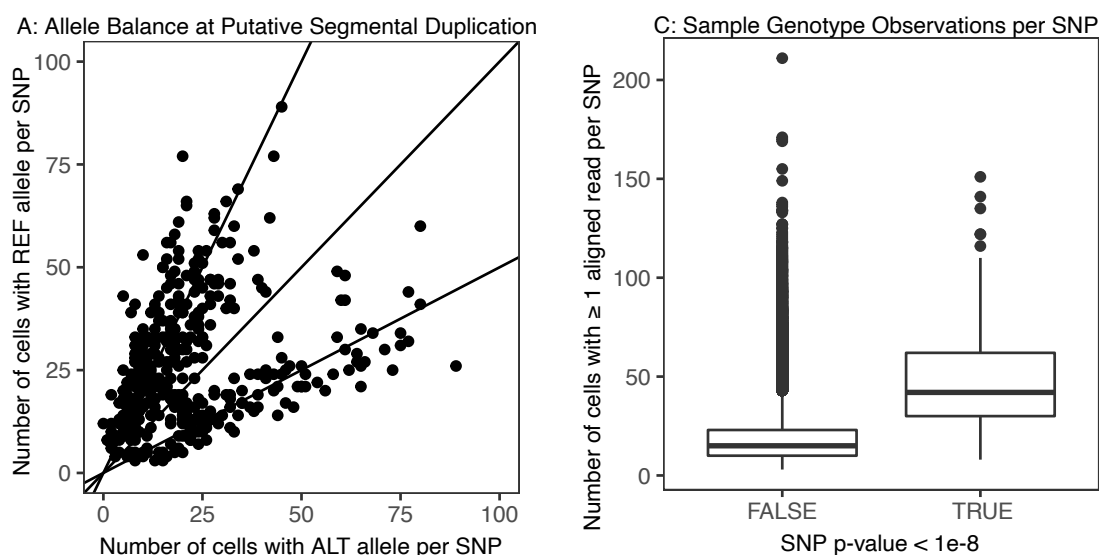 A: Allele Balance at Putative Segmental Duplication
Number of cells with REF allele per SNP
100
75
50
25
0
0 25 50 75 100
Number of cells with ALT allele per SNP
C: Sample Genotype Observations per SNP
Number of cells with ≥ 1 aligned read per SNP
200
150
100
50
0
FALSE TRUE
SNP p-value < 1e-8